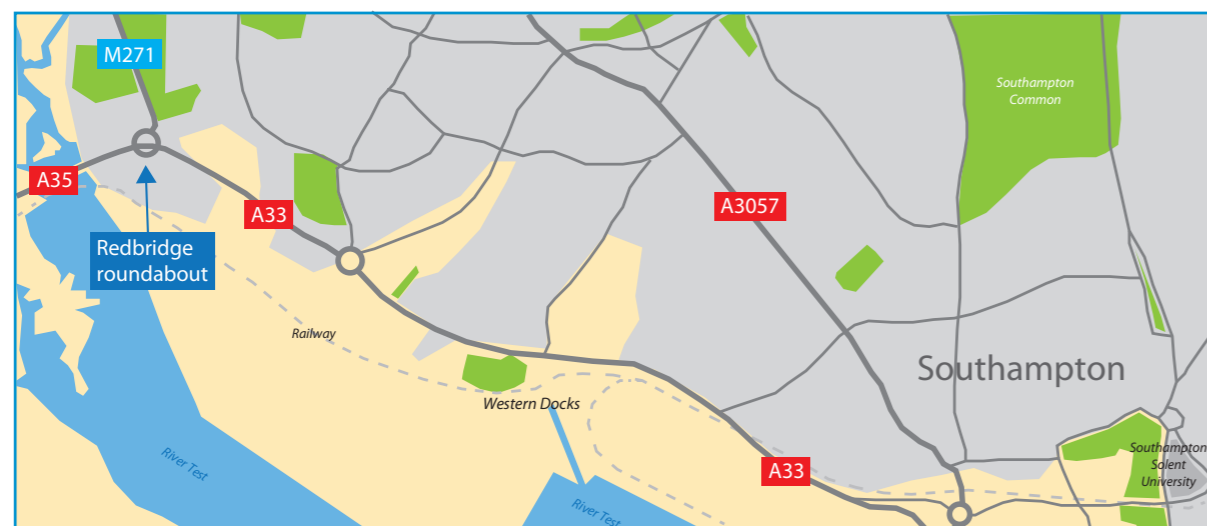 M271
Southampton
Common
A35
A33
A3057
Redbridge
roundabout
Railway
Southampton
Western Docks
Southampton
Solent
University
River Test
A33
River Test